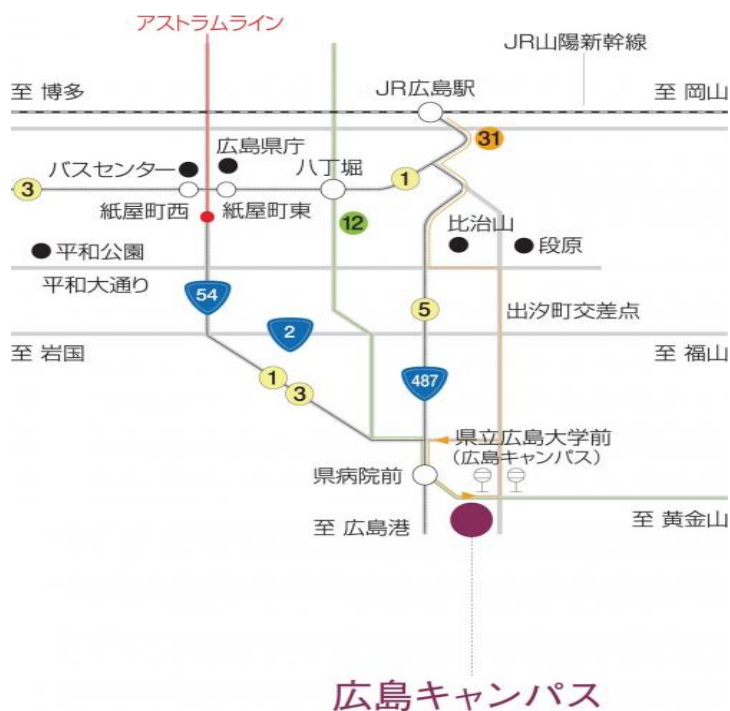 アストラムライン
JR山陽新幹線
至 博多
JR広島駅
至 岡山
広島県庁
31
バスセンター
八丁堀
3
1
紙屋町西
紙屋町東
12
比治山
段原
平和公園
平和大通り
54
5
出汐町交差点
2
至 岩国
至 福山
1
3
487
県立広島大学前
(広島キャンパス)
県病院前
至 広島港
至 黄金山
広島キャンパス